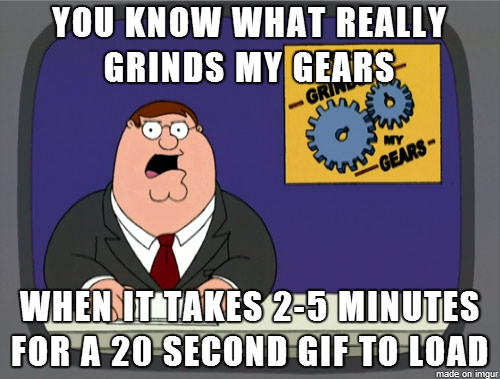 YOU KNOW WHAT REALLY
GRINDS MY GEARS
GRINDS
MY
GEARS
WHEN IT TAKES 2-5 MINUTES
FOR A 20 SECOND GIF TO LOAD
made on imgur